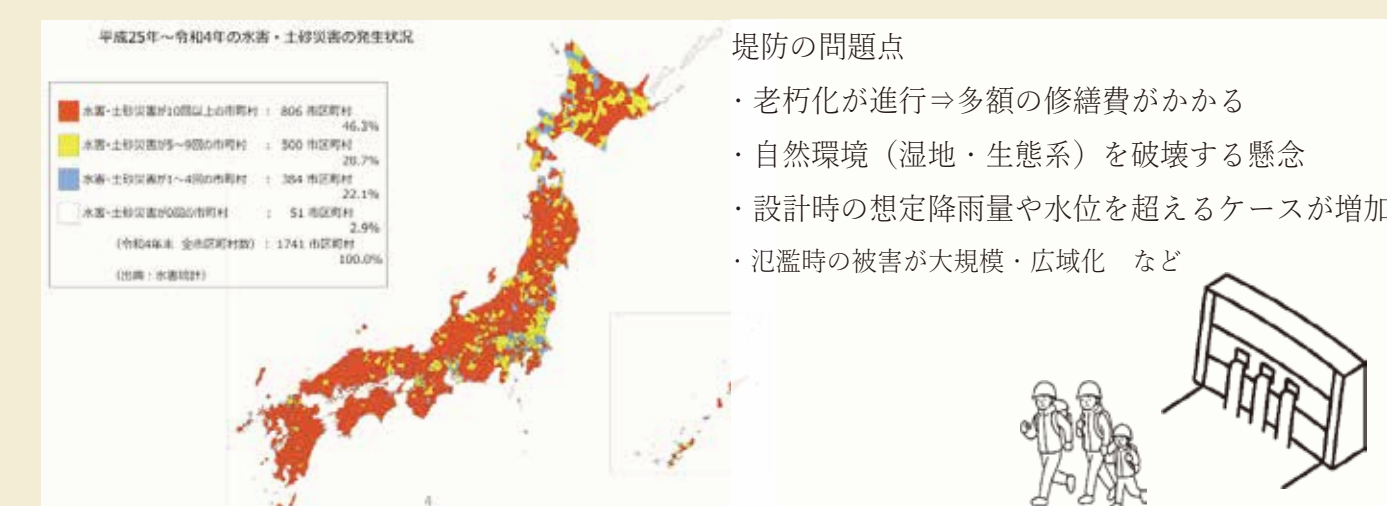 平成25年～令和4年の水害・土砂災害の発生状況
水害・土砂災害が10回以上の市町村 : 806 市区町村
46.3%
水害・土砂災害が5～9回の市町村 : 500 市区町村
28.7%
水害・土砂災害が1～4回の市町村 : 384 市区町村
22.1%
水害・土砂災害が0回の市町村 : 51 市区町村
2.9%
（令和4年末 全市区町村数） : 1741 市区町村
100.0%
（出典：水害統計）
4
堤防の問題点
・老朽化が進行⇒多額の修繕費がかかる
・自然環境（湿地・生態系）を破壊する懸念
・設計時の想定降雨量や水位を超えるケースが増加
・氾濫時の被害が大規模・広域化　など